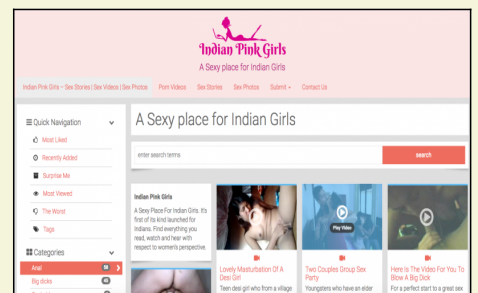 Indian Pink Girls
A Sexy place for Indian Girls
Indian Pink Girls – Sex Stories | Sex Videos | Sex Photos Porn Videos Sex Stories Sex Photos Submit Contact Us
Quick Navigation
Most Liked
Recently Added
Surprise Me
Most Viewed
The Worst
Tags
Categories
Anal
Big dicks
A Sexy place for Indian Girls
enter search terms
search
Indian Pink Girls
A Sexy Place For Indian Girls. It's
first of its kind launched for
Indians. Find everything you
read, watch and hear with
respect to women's perspective.
Lovely Masturbation Of A
Desi Girl
Teen desi girl who from a village
Play Video
Two Couples Group Sex
Party
Youngsters who have an elder
Here Is The Video For You To
Blow A Big Dick
For a perfect start to a great sex